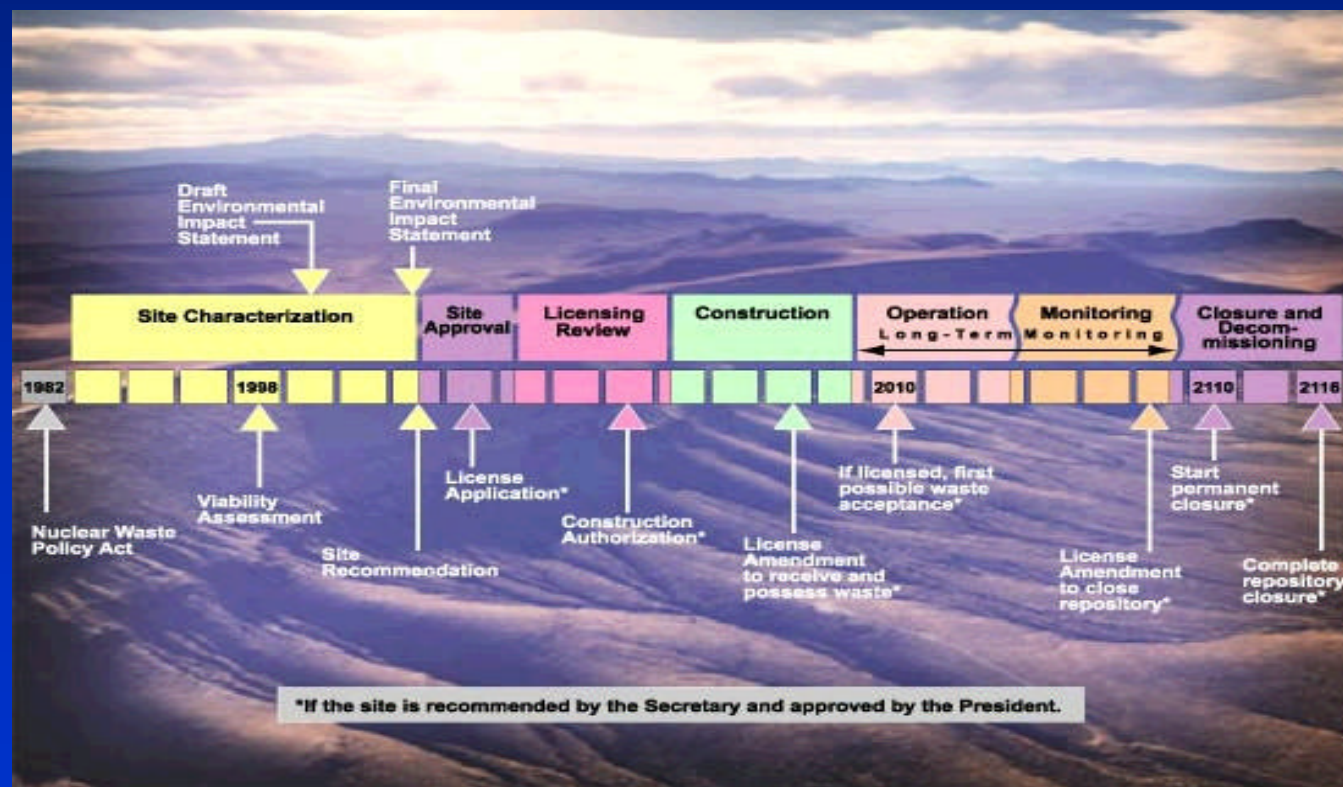 Draft
Environmental
Impact
Statement
Final
Environmental
Impact
Statement
Site Characterization
Site
Approval
Licensing
Review
Construction
Operation
Monitoring
Long-Term Monitoring
Closure and
Decom-
missioning
1982
1998
2010
2110
2116
Nuclear Waste
Policy Act
Viability
Assessment
Site
Recommendation
License
Application*
Construction
Authorization*
License
Amendment
to receive and
possess waste*
If licensed, first
possible waste
acceptance*
License
Amendment
to close
repository*
Start
permanent
closure*
Complete
repository
closure*
*If the site is recommended by the Secretary and approved by the President.